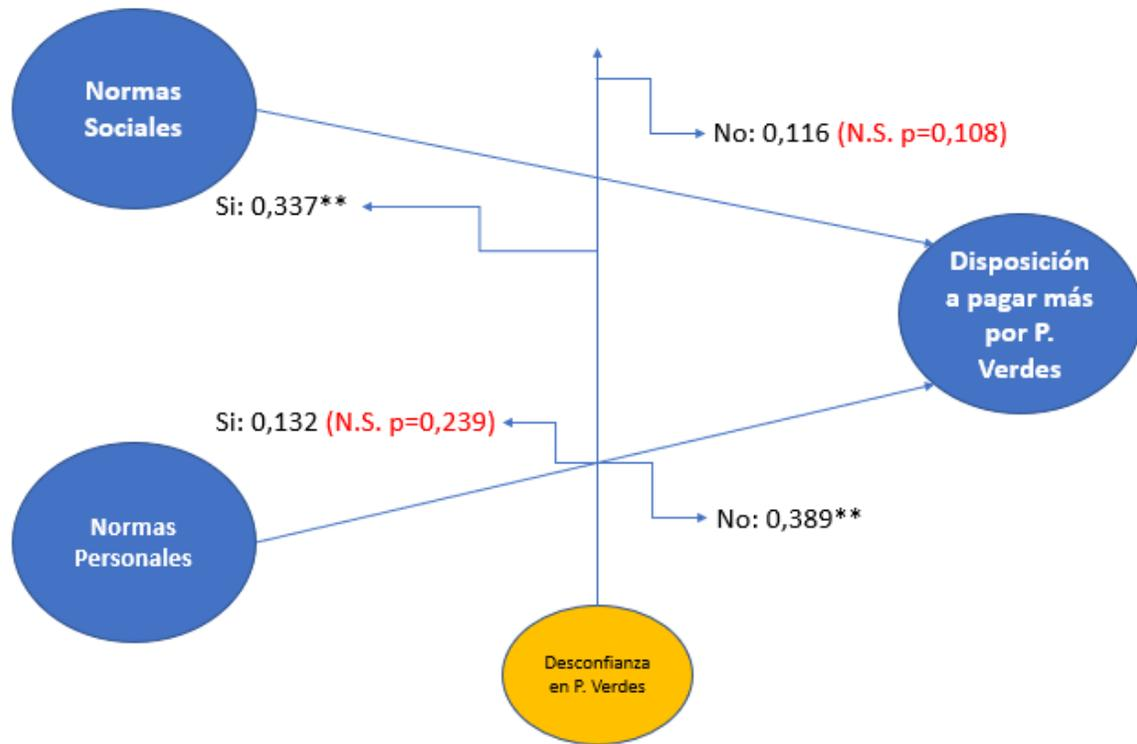 Normas
Sociales
No: 0,116 (N.S. p=0,108)
Si: 0,337**
Disposición
a pagar más
por P.
Verdes
Si: 0,132 (N.S. p=0,239)
No: 0,389**
Normas
Personales
Desconfianza
en P. Verdes